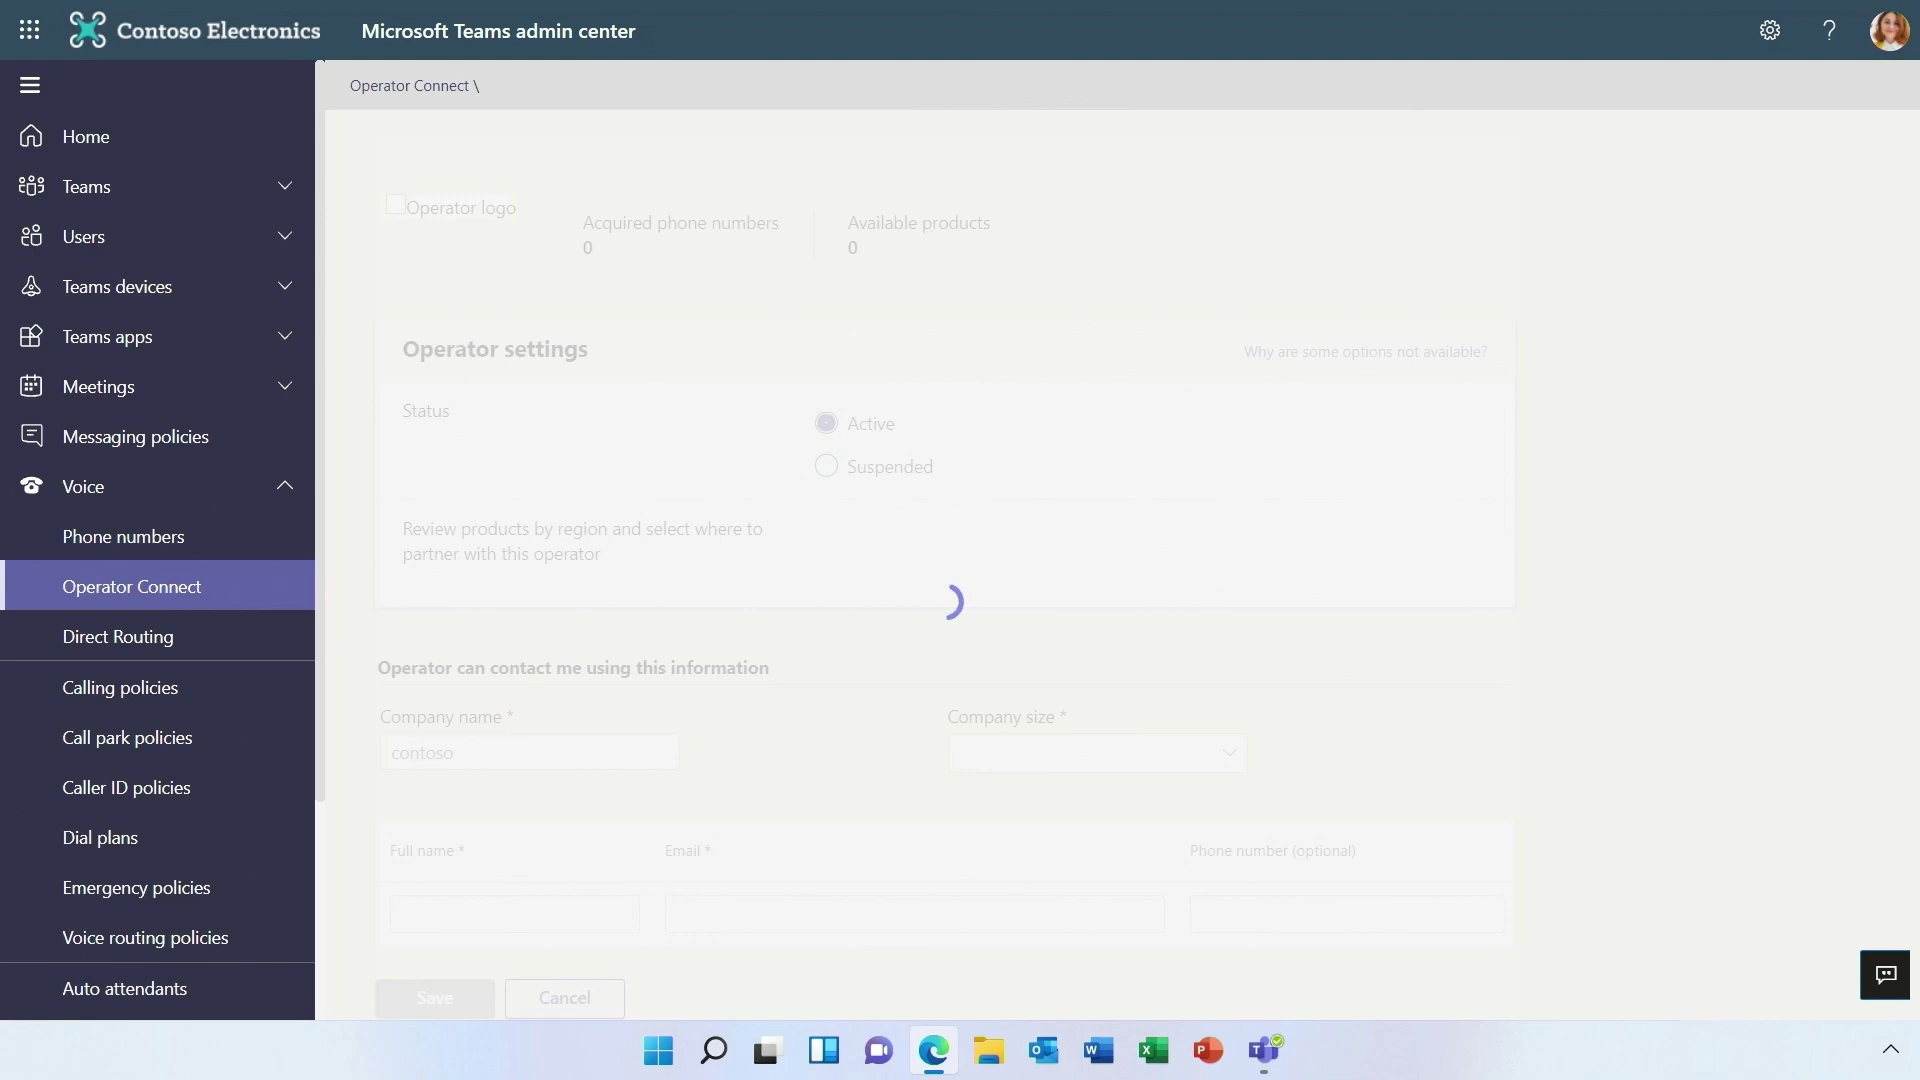 Contoso Electronics
Microsoft Teams admin center
?
Operator Connect \
Home
Teams
Users
Teams devices
Teams apps
Meetings
Messaging policies
Voice
Phone numbers
Operator Connect
Direct Routing
Calling policies
Call park policies
Caller ID policies
Dial plans
Emergency policies
Voice routing policies
Auto attendants
Operator logo
Acquired phone numbers
0
Available products
0
Operator settings
Why are some options not available?
Status
Active
Suspended
Review products by region and select where to
partner with this operator
Operator can contact me using this information
Company name *
contoso
Company size *
Full name *
Email *
Phone number (optional)
Save
Cancel